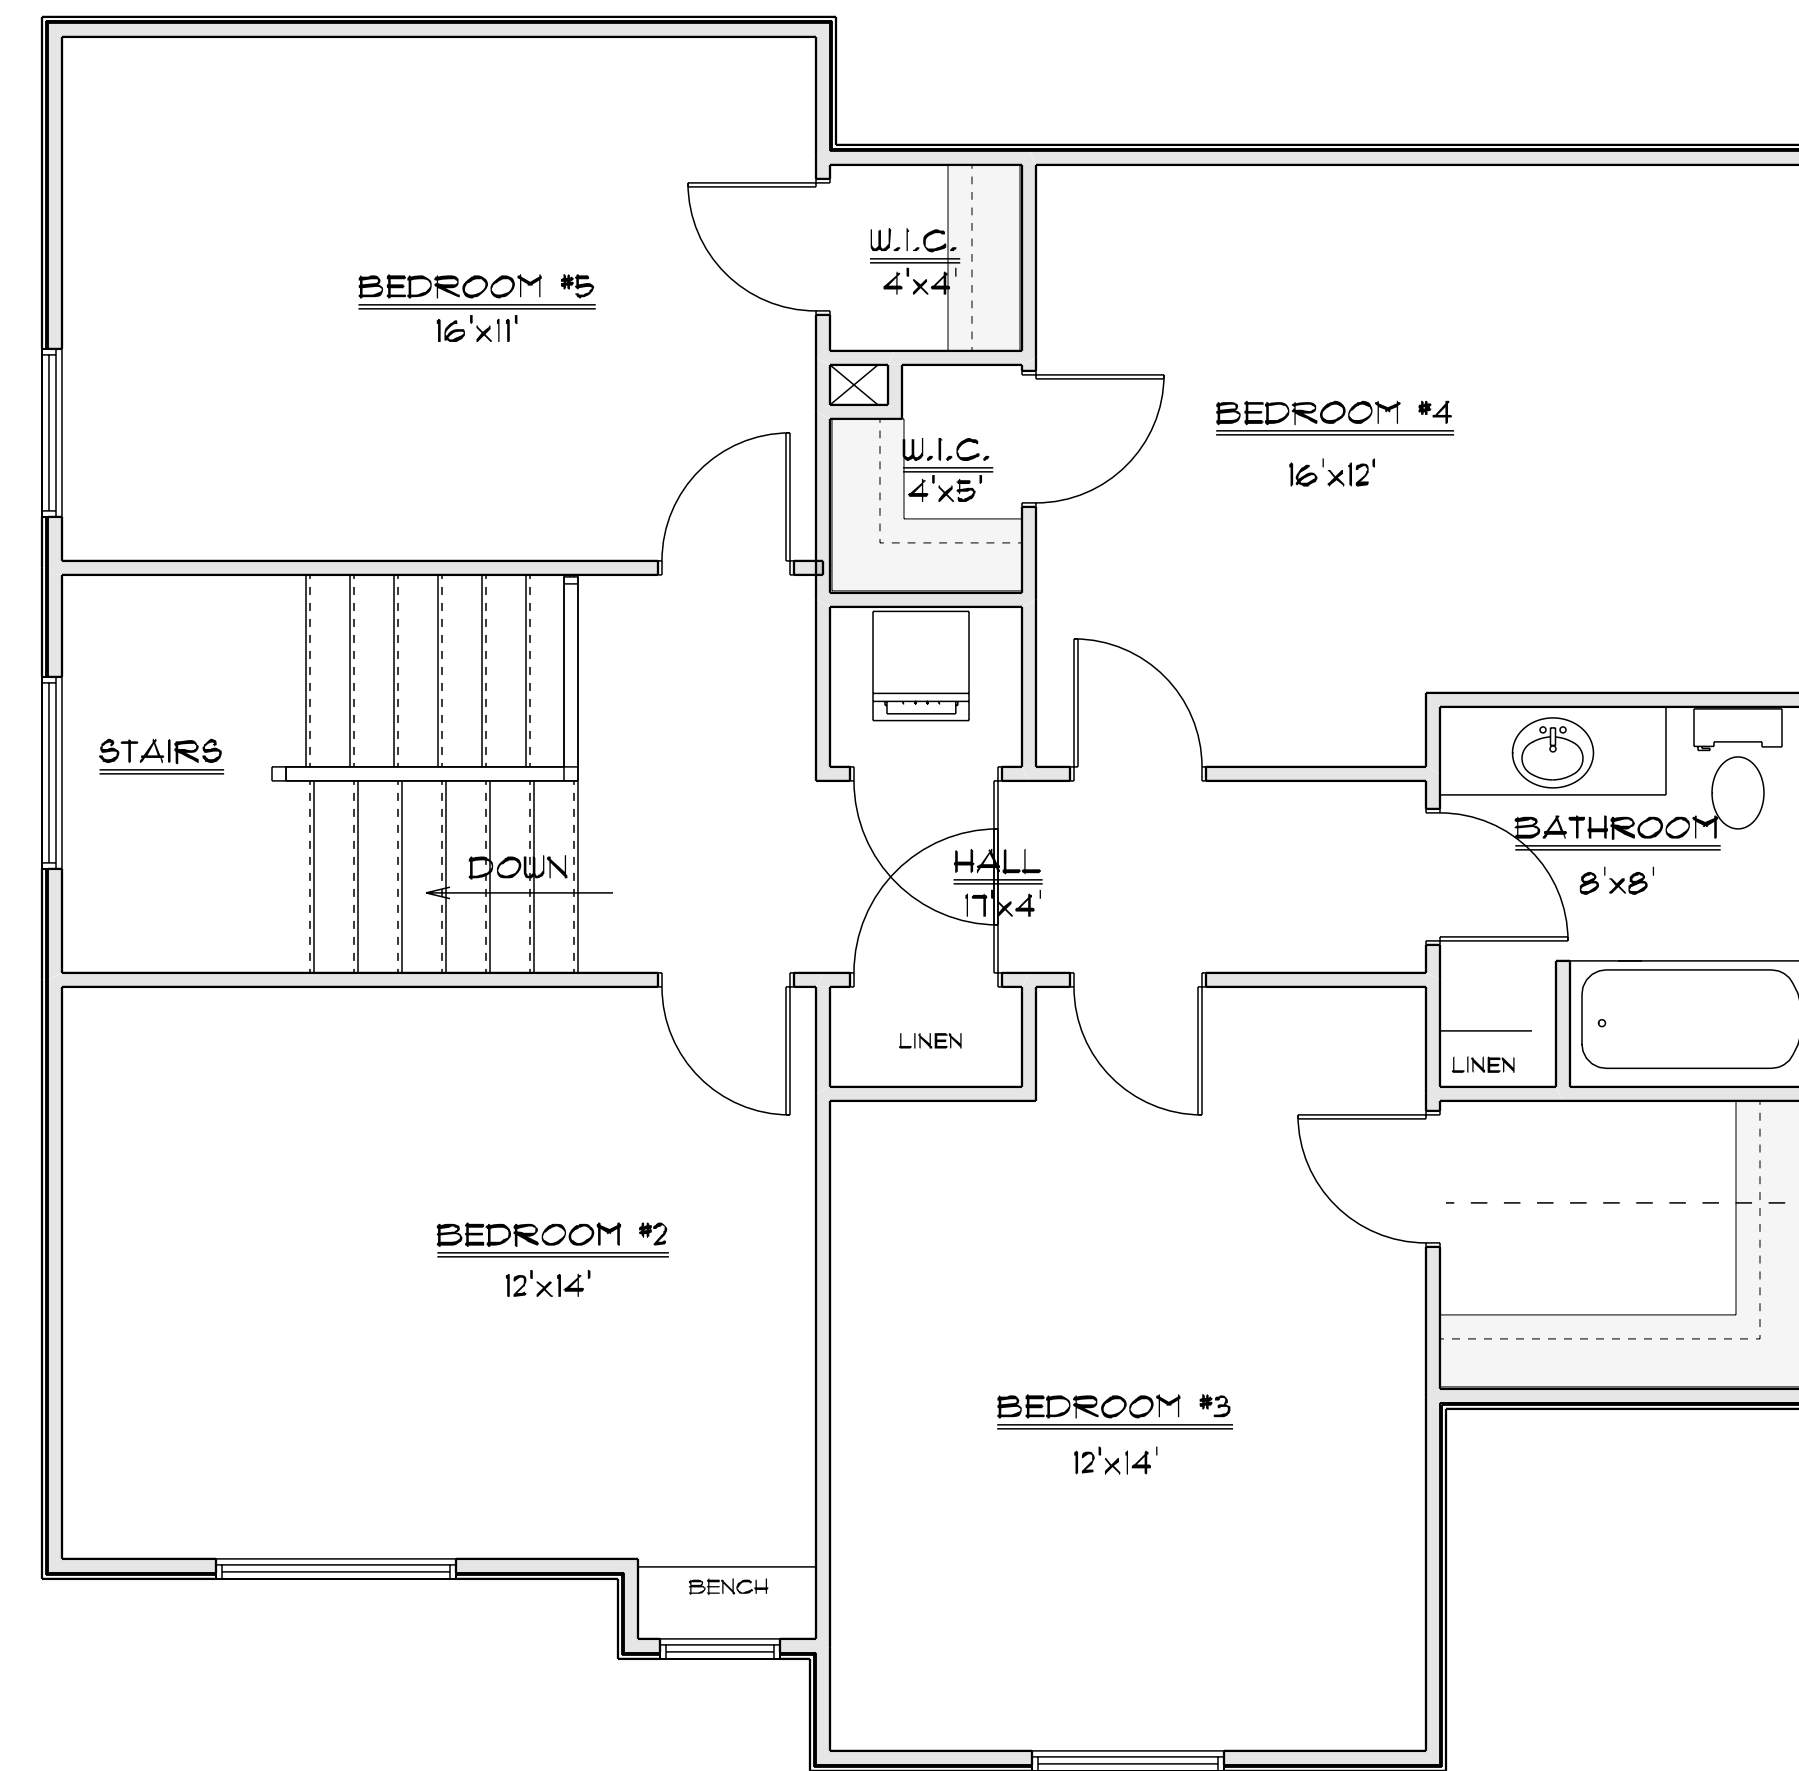 W.I.C.
4'x4'
BEDROOM #5
16'x11'
BEDROOM #4
16'x12'
W.I.C.
4'x5'
STAIRS
DOWN
HALL
17'x4'
BATHROOM
8'x8'
LINEN
LINEN
BEDROOM #2
12'x14'
BEDROOM #3
12'x14'
BENCH